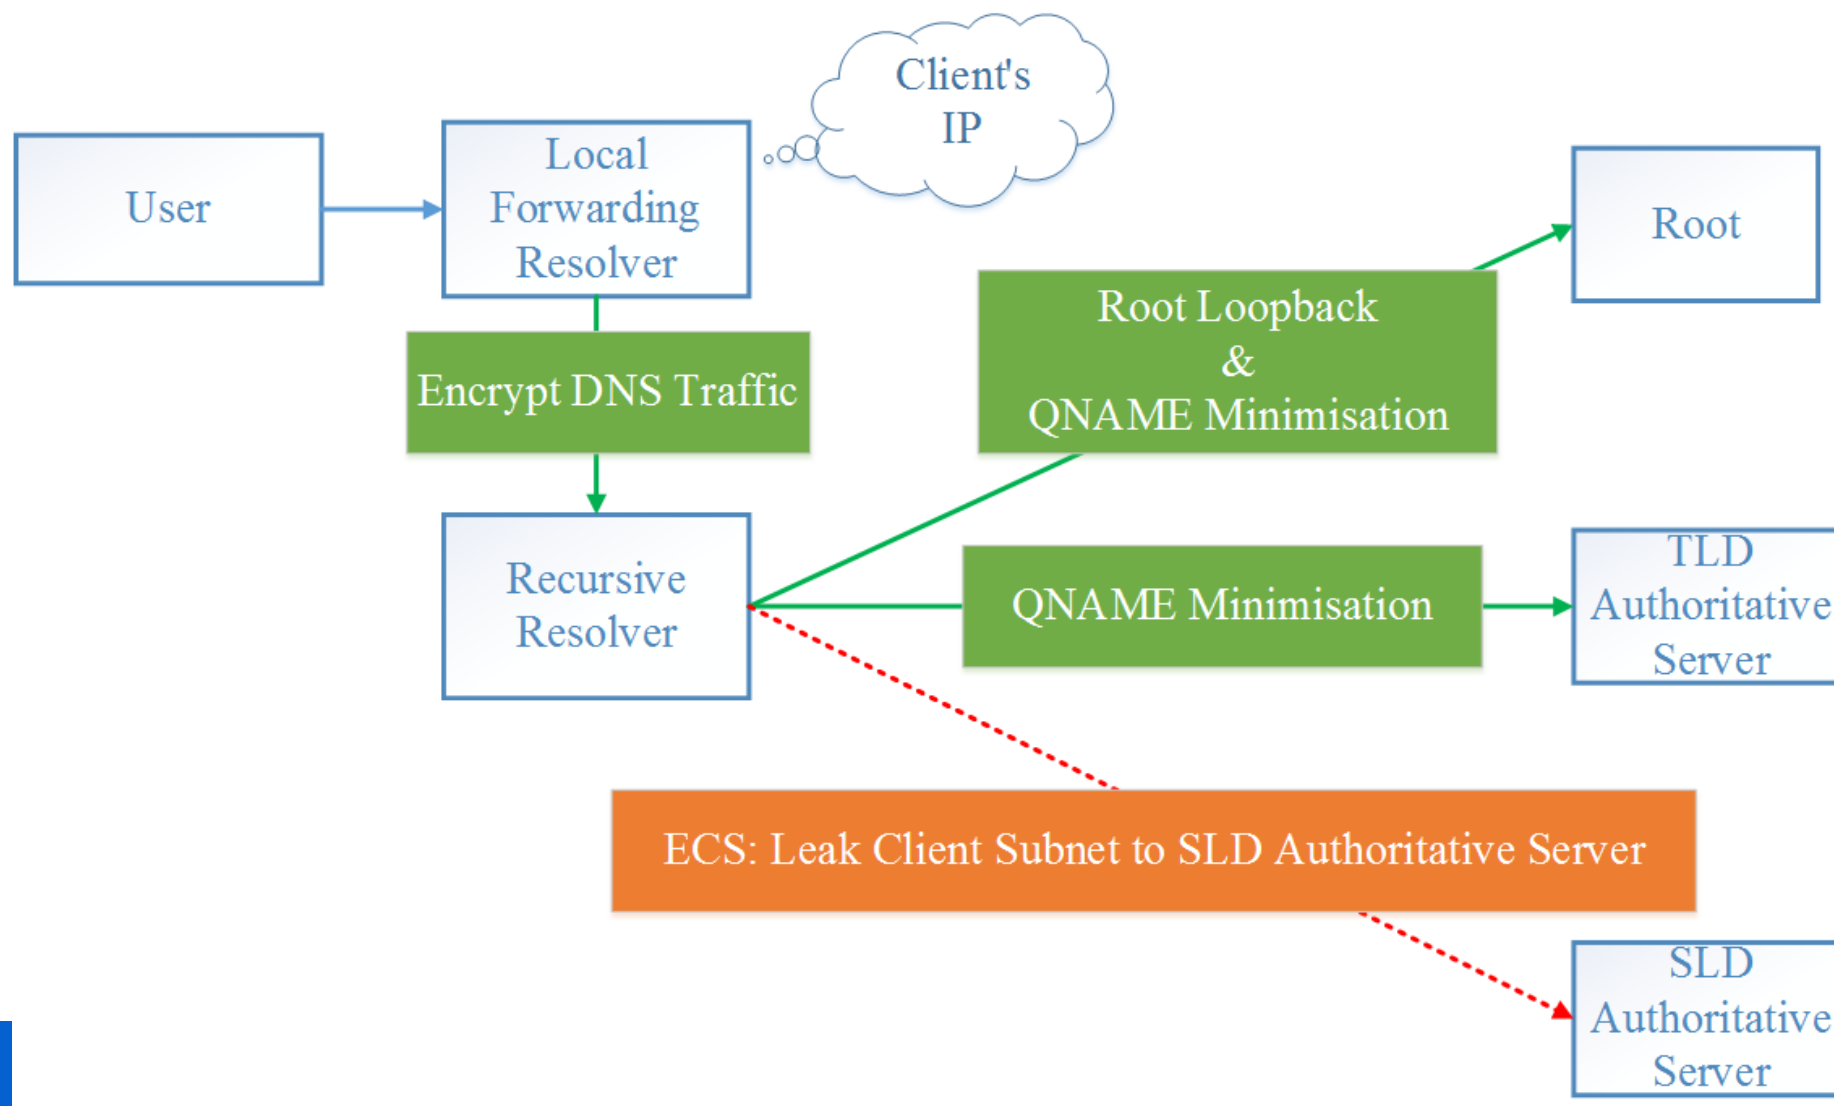 Client's
IP
User
Local
Forwarding
Resolver
Root
Root Loopback
&
QNAME Minimisation
Encrypt DNS Traffic
Recursive
Resolver
QNAME Minimisation
TLD
Authoritative
Server
ECS: Leak Client Subnet to SLD Authoritative Server
SLD
Authoritative
Server